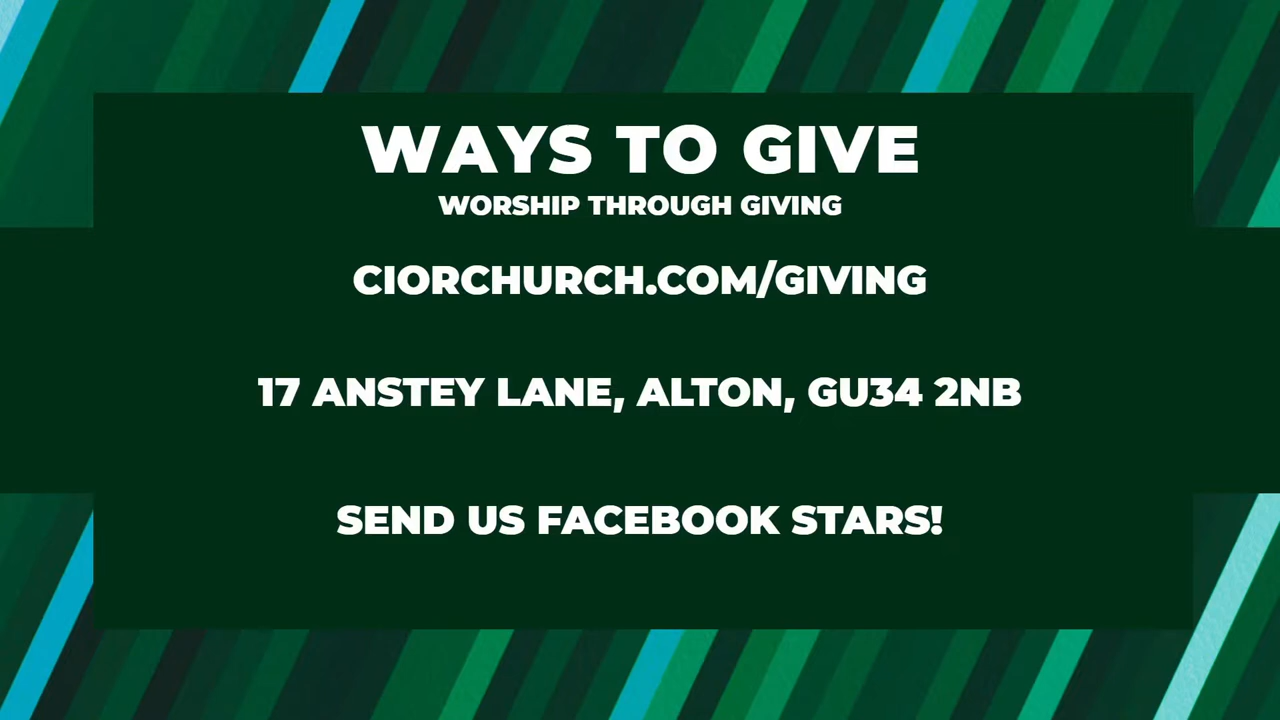 WAYS TO GIVE
WORSHIP THROUGH GIVING
CIORCHURCH.COM/GIVING
17 ANSTEY LANE, ALTON, GU34 2NB
SEND US FACEBOOK STARS!